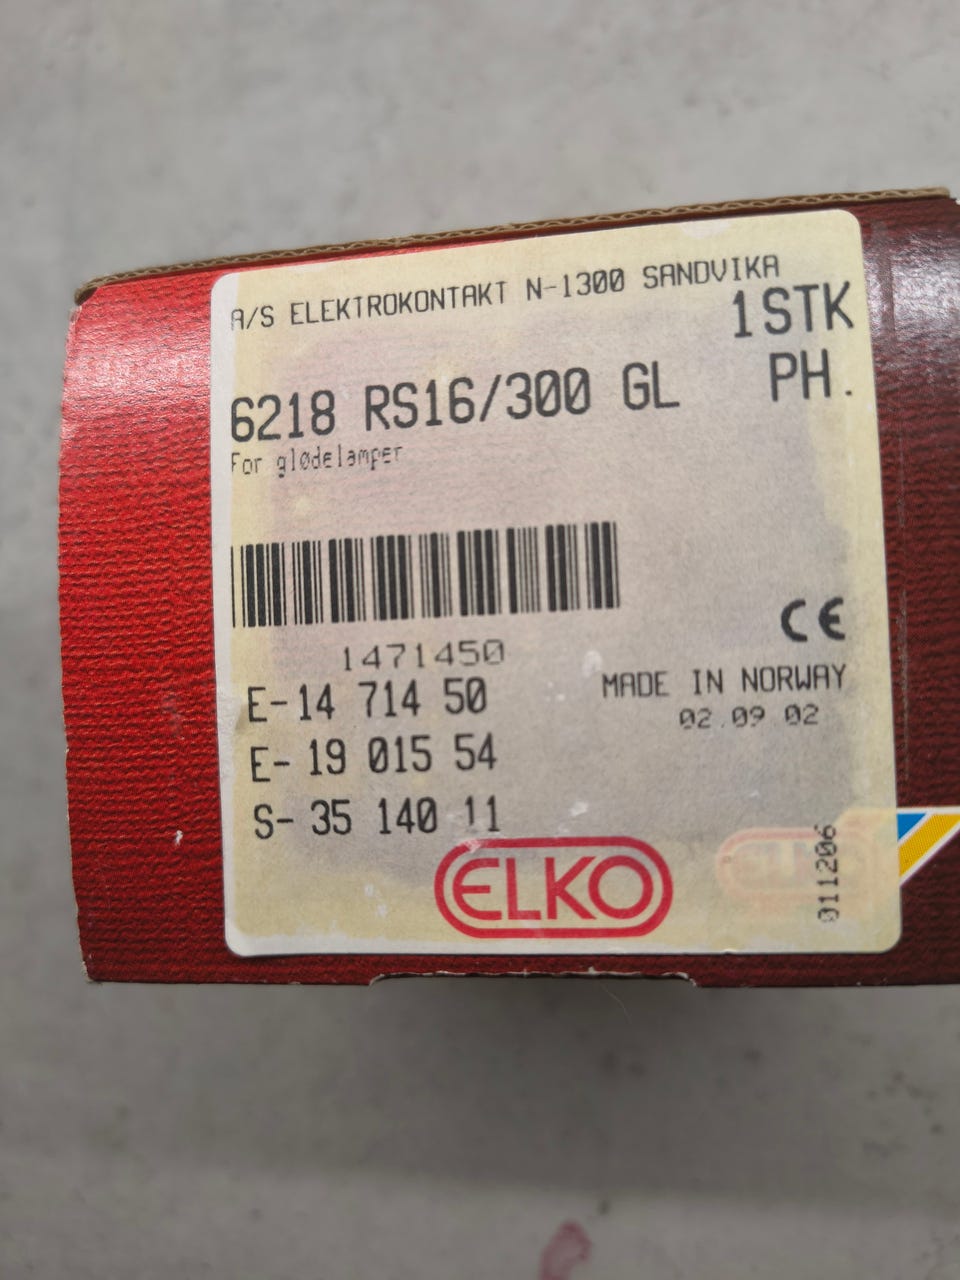 A/S ELEKTROKONTAKT N-1300 SANDVIKA
1STK
6218 RS16/300 GL PH.
For glødelamper
1471450
E-14 714 50
E-19 015 54
S-35 140 11
CE
MADE IN NORWAY
02.09 02
ELKO
ELKO
011206